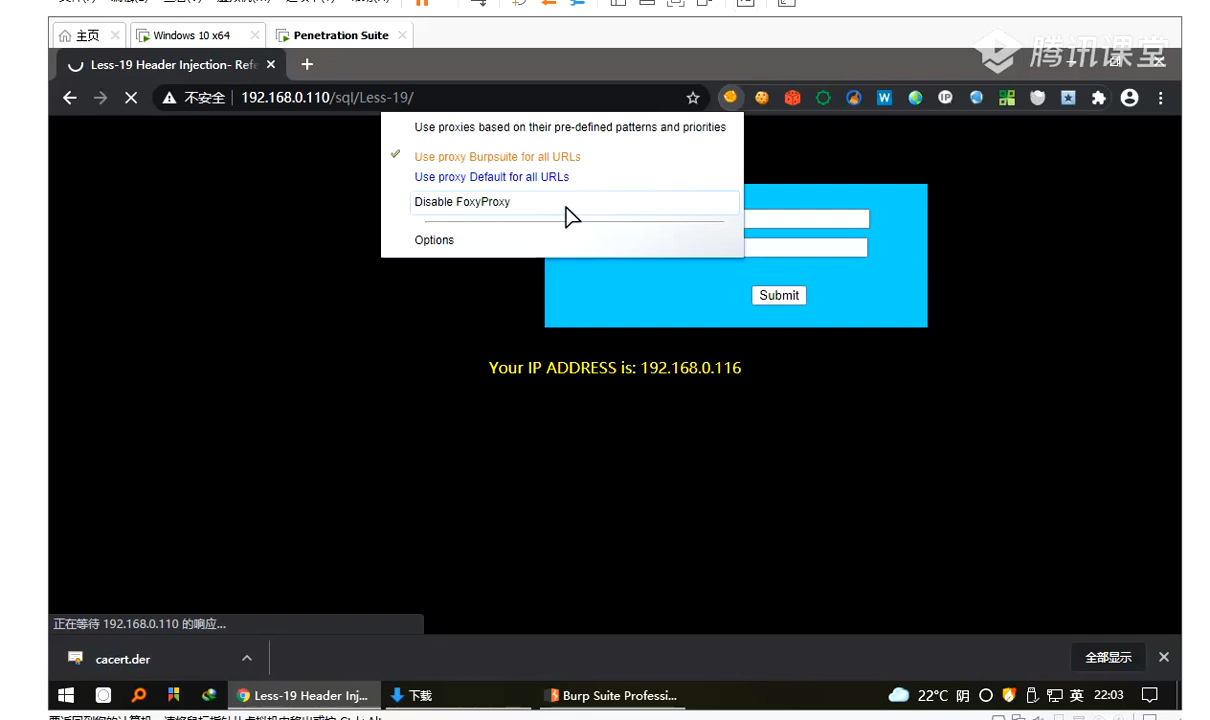 主页
Windows 10 x64
Penetration Suite
腾讯课堂
Less-19 Header Injection- Refe
不安全
192.168.0.110/sql/Less-19/
Use proxies based on their pre-defined patterns and priorities
Use proxy Burpsuite for all URLs
Use proxy Default for all URLs
Disable FoxyProxy
Options
Submit
Your IP ADDRESS is: 192.168.0.116
正在等待 192.168.0.110 的响应...
cacert.der
全部显示
Less-19 Header Inj...
下载
Burp Suite Professi...
22°C 阴
英
22:03